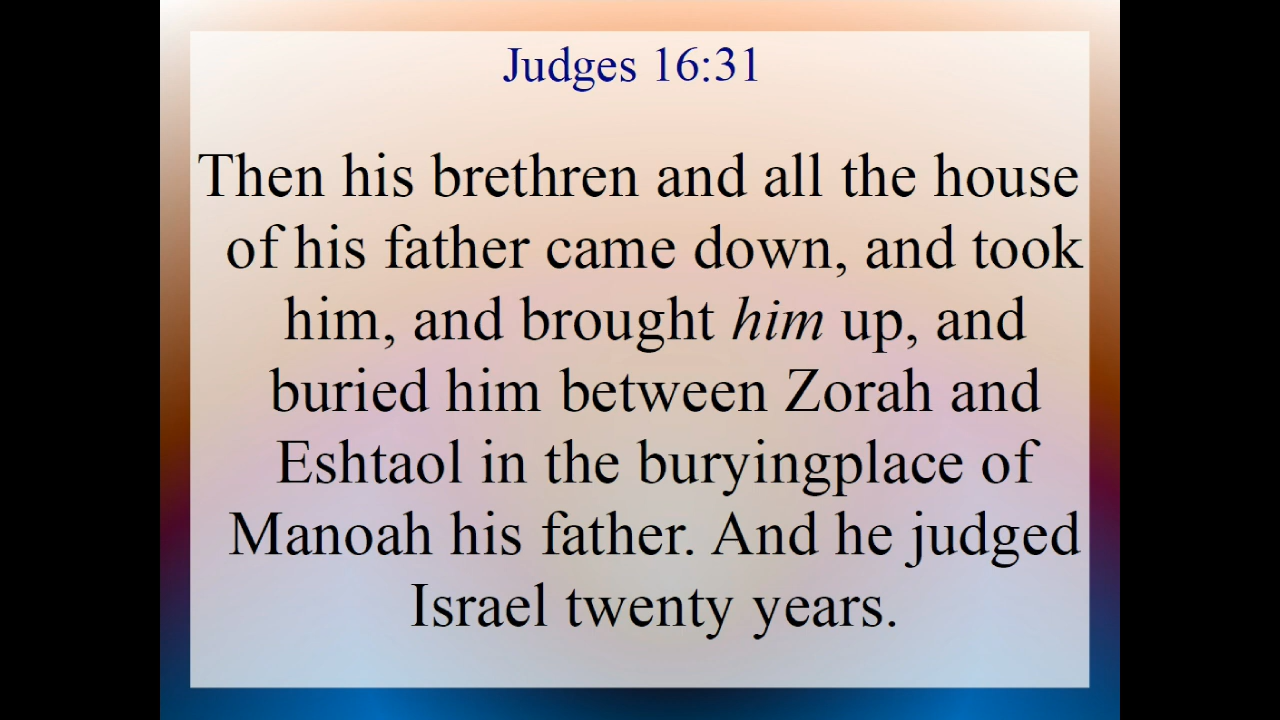 Judges 16:31
Then his brethren and all the house
of his father came down, and took
him, and brought him up, and
buried him between Zorah and
Eshtaol in the buryingplace of
Manoah his father. And he judged
Israel twenty years.